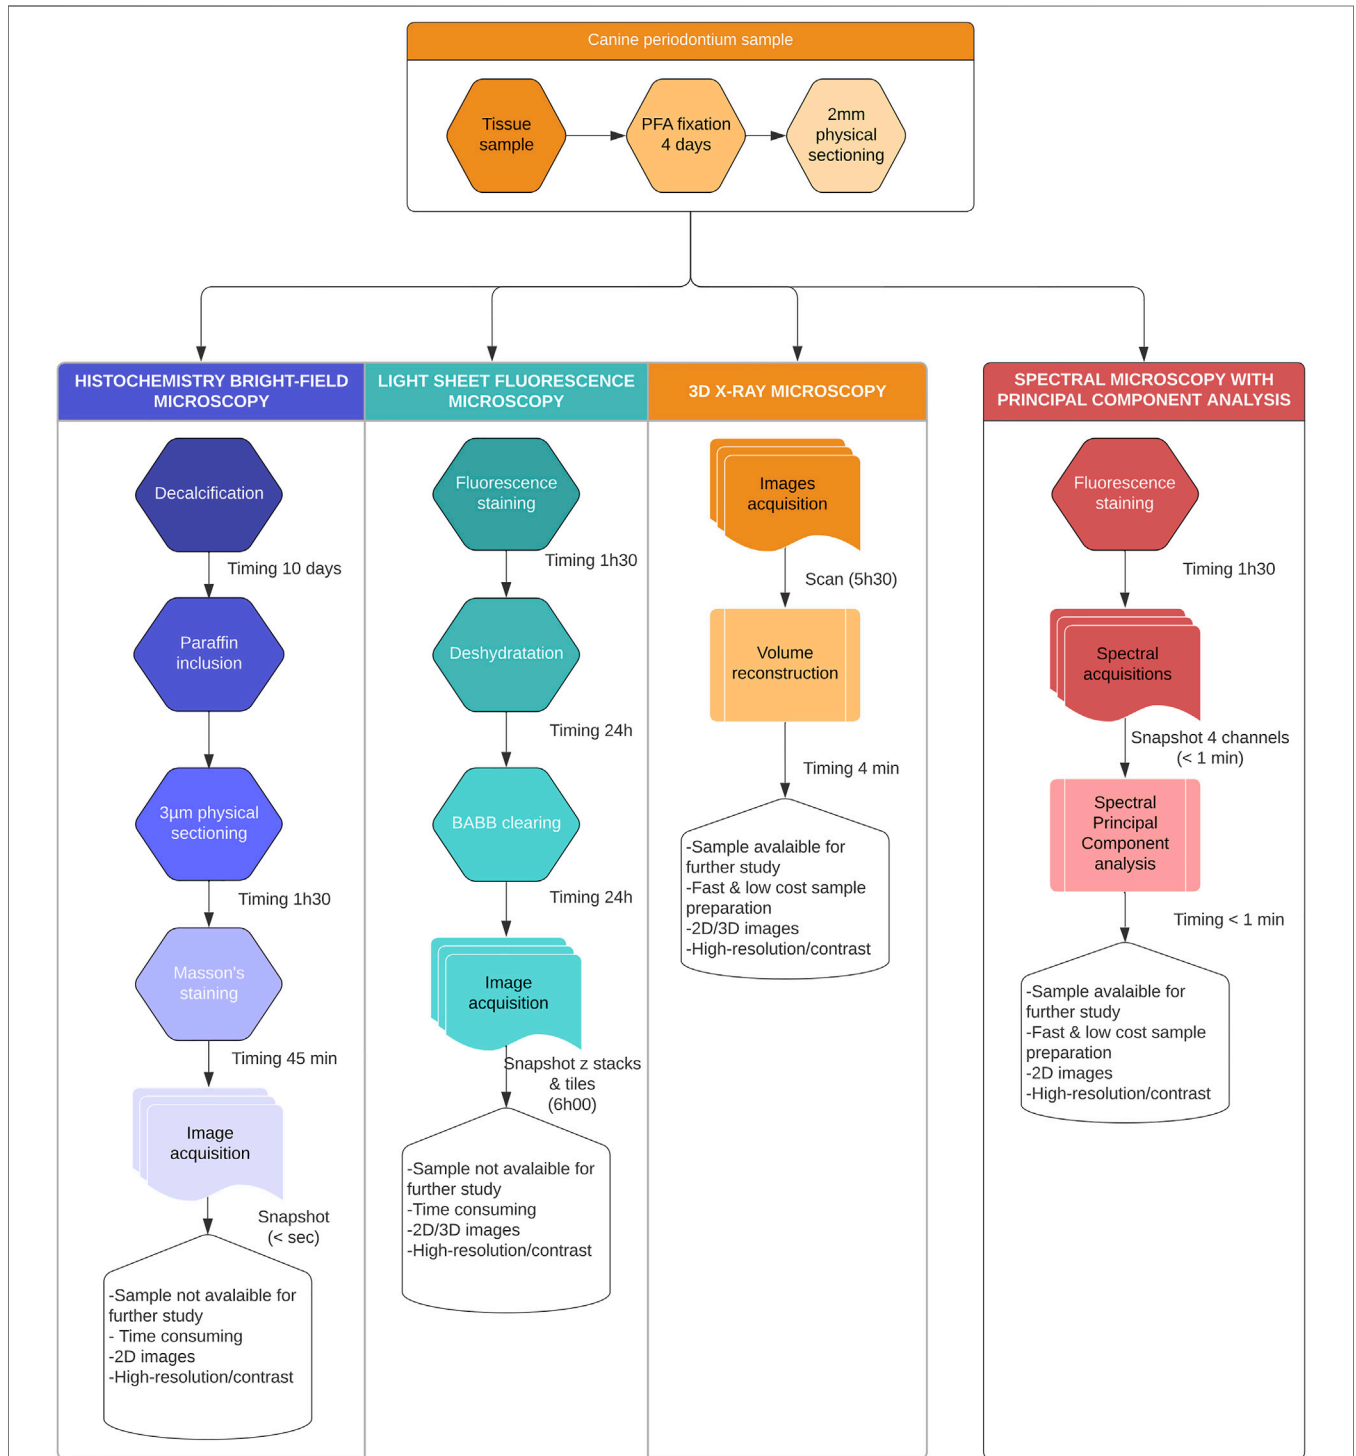 Canine periodontium sample
Tissue
sample
PFA fixation
4 days
2mm
physical
sectioning
HISTOCHEMISTRY BRIGHT-FIELD
MICROSCOPY
Decalcification
Timing 10 days
Paraffin
inclusion
3µm physical
sectioning
Timing 1h30
Masson's
staining
Timing 45 min
Image
acquisition
Snapshot
(< sec)
-Sample not avalaible for
further study
- Time consuming
-2D images
-High-resolution/contrast
LIGHT SHEET FLUORESCENCE
MICROSCOPY
Fluorescence
staining
Timing 1h30
Deshydratation
Timing 24h
BABB clearing
Timing 24h
Image
acquisition
Snapshot z stacks
& tiles
(6h00)
-Sample not avalaible for
further study
-Time consuming
-2D/3D images
-High-resolution/contrast
3D X-RAY MICROSCOPY
Images
acquisition
Scan (5h30)
Volume
reconstruction
Timing 4 min
-Sample avalaible for
further study
-Fast & low cost sample
preparation
-2D/3D images
-High-resolution/contrast
SPECTRAL MICROSCOPY WITH
PRINCIPAL COMPONENT ANALYSIS
Fluorescence
staining
Timing 1h30
Spectral
acquisitions
Snapshot 4 channels
(< 1 min)
Spectral
Principal
Component
analysis
Timing < 1 min
-Sample avalaible for
further study
-Fast & low cost sample
preparation
-2D images
-High-resolution/contrast